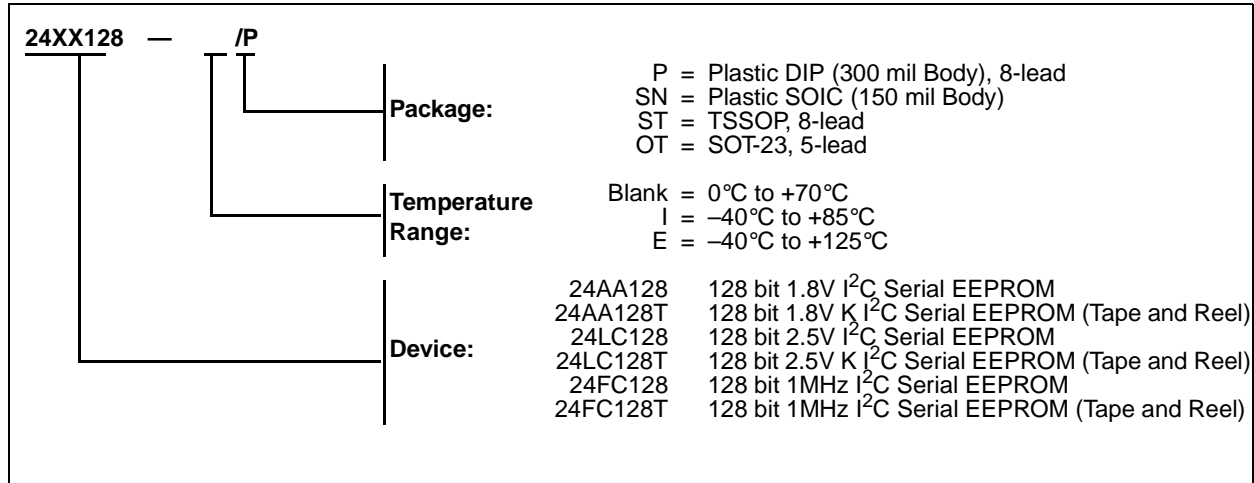 24XX128 — /P
Package:
P = Plastic DIP (300 mil Body), 8-lead
SN = Plastic SOIC (150 mil Body)
ST = TSSOP, 8-lead
OT = SOT-23, 5-lead
Temperature
Range:
Blank = 0°C to +70°C
I = –40°C to +85°C
E = –40°C to +125°C
Device:
24AA128 128 bit 1.8V I²C Serial EEPROM
24AA128T 128 bit 1.8V K I²C Serial EEPROM (Tape and Reel)
24LC128 128 bit 2.5V I²C Serial EEPROM
24LC128T 128 bit 2.5V K I²C Serial EEPROM (Tape and Reel)
24FC128 128 bit 1MHz I²C Serial EEPROM
24FC128T 128 bit 1MHz I²C Serial EEPROM (Tape and Reel)